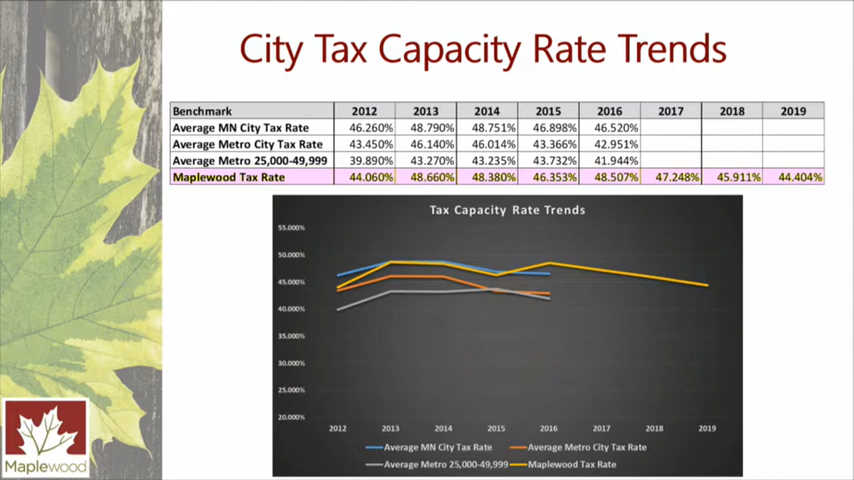 City Tax Capacity Rate Trends
Benchmark 2012 2013 2014 2015 2016 2017 2018 2019
Average MN City Tax Rate 46.260% 48.790% 48.751% 46.898% 46.520%
Average Metro City Tax Rate 43.450% 46.140% 46.014% 43.366% 42.951%
Average Metro 25,000-49,999 39.890% 43.270% 43.235% 43.732% 41.944%
Maplewood Tax Rate 44.060% 48.660% 48.380% 46.353% 48.507% 47.248% 45.911% 44.404%
Tax Capacity Rate Trends
55.000%
50.000%
45.000%
40.000%
35.000%
30.000%
25.000%
20.000%
2012 2013 2014 2015 2016 2017 2018 2019
Average MN City Tax Rate Average Metro City Tax Rate
Average Metro 25,000-49,999 Maplewood Tax Rate
Maplewood